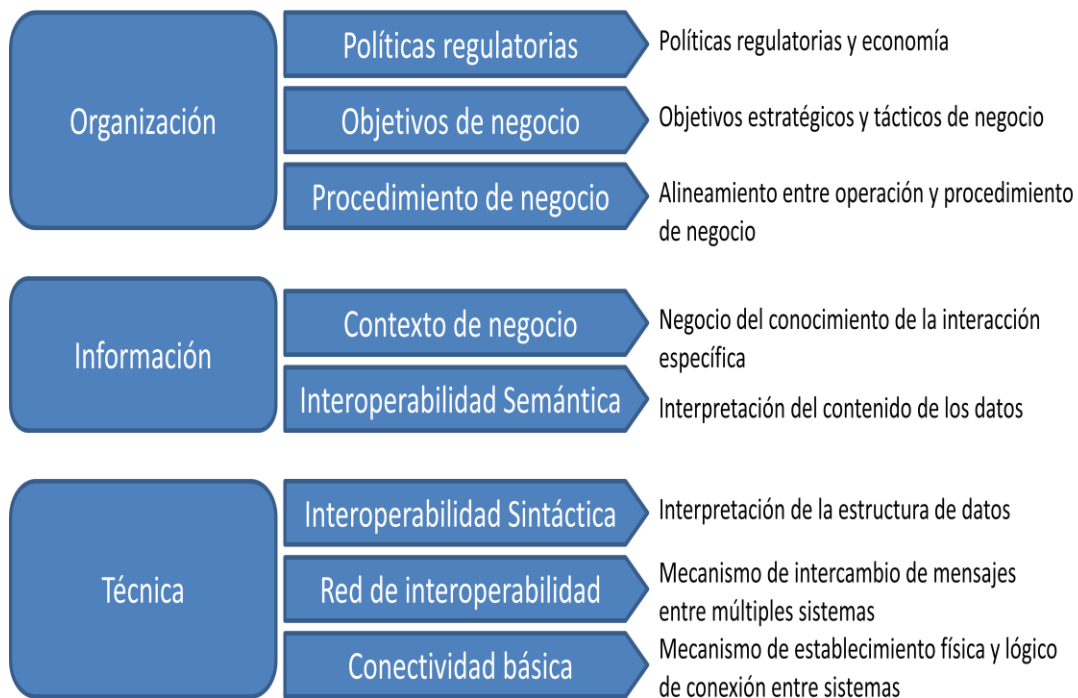 Organización
Políticas regulatorias
Políticas regulatorias y economía
Objetivos de negocio
Objetivos estratégicos y tácticos de negocio
Procedimiento de negocio
Alineamiento entre operación y procedimiento
de negocio
Información
Contexto de negocio
Negocio del conocimiento de la interacción
específica
Interoperabilidad Semántica
Interpretación del contenido de los datos
Técnica
Interoperabilidad Sintáctica
Interpretación de la estructura de datos
Red de interoperabilidad
Mecanismo de intercambio de mensajes
entre múltiples sistemas
Conectividad básica
Mecanismo de establecimiento física y lógico
de conexión entre sistemas